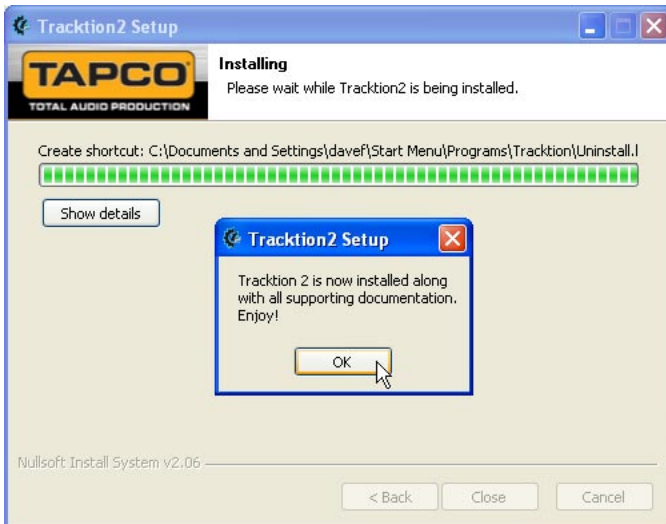 Tracktion2 Setup
TAPCO
TOTAL AUDIO PRODUCTION
Installing
Please wait while Tracktion2 is being installed.
Create shortcut: C:\Documents and Settings\davef\Start Menu\Programs\Tracktion\Uninstall.l
Show details
Tracktion2 Setup
Tracktion 2 is now installed along
with all supporting documentation.
Enjoy!
OK
Nullsoft Install System v2.06
< Back Close Cancel